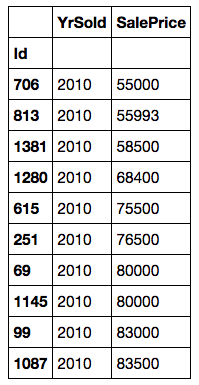 YrSold SalePrice
Id
706 2010 55000
813 2010 55993
1381 2010 58500
1280 2010 68400
615 2010 75500
251 2010 76500
69 2010 80000
1145 2010 80000
99 2010 83000
1087 2010 83500